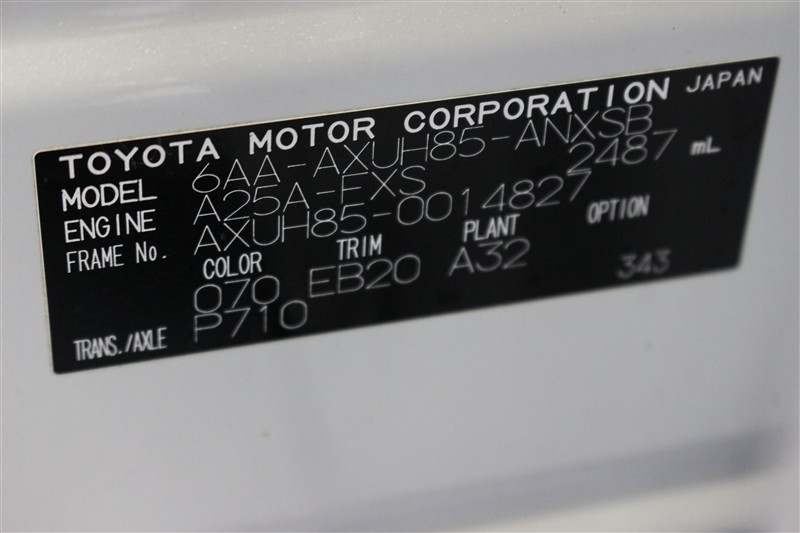 TOYOTA MOTOR CORPORATION JAPAN
MODEL 6AA-AXUH85-ANXSB
ENGINE A25A-FXS 2487 mL
FRAME No. AXUH85-0014827
COLOR TRIM PLANT OPTION
070 EB20 A32 343
TRANS./AXLE P710